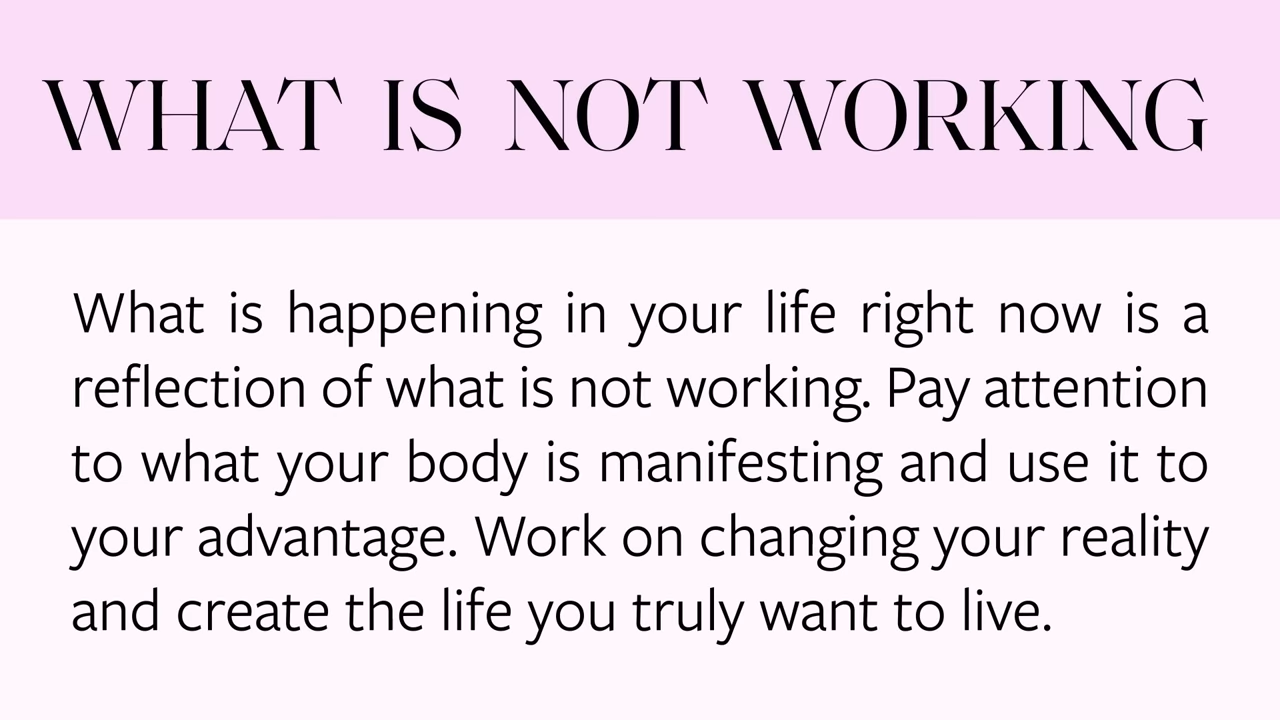 WHAT IS NOT WORKING
What is happening in your life right now is a
reflection of what is not working. Pay attention
to what your body is manifesting and use it to
your advantage. Work on changing your reality
and create the life you truly want to live.